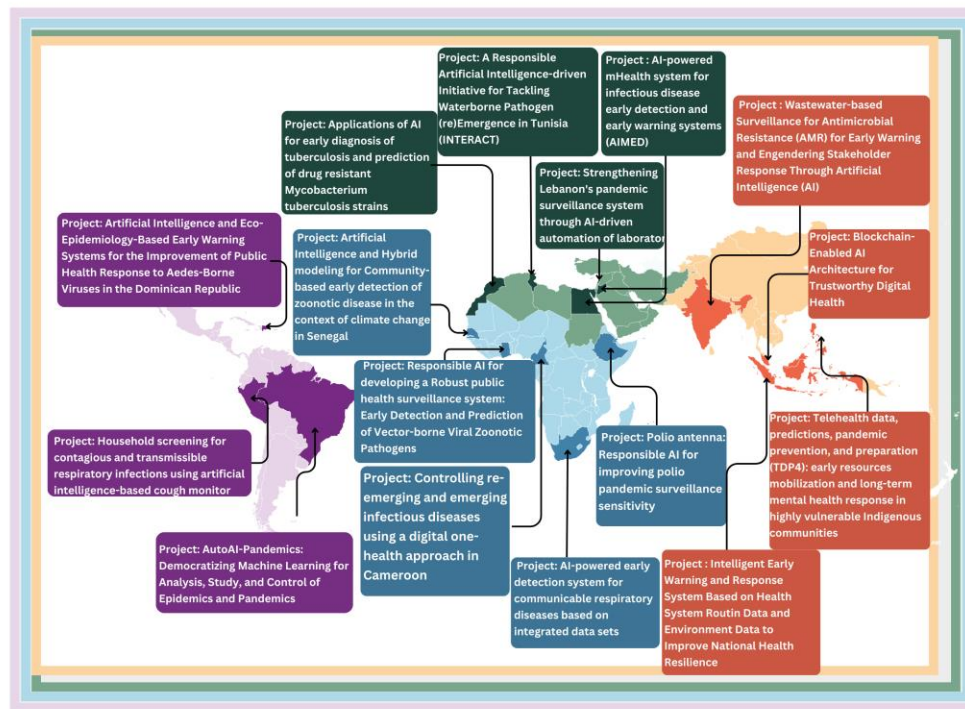 Project: A Responsible
Artificial Intelligence-driven
Initiative for Tackling
Waterborne Pathogen
(re)Emergence in Tunisia
(INTERACT)
Project : AI-powered
mHealth system for
infectious disease
early detection and
early warning systems
(AIMED)
Project : Wastewater-based
Surveillance for Antimicrobial
Resistance (AMR) for Early Warning
and Engendering Stakeholder
Response Through Artificial
Intelligence (AI)
Project: Applications of AI
for early diagnosis of
tuberculosis and prediction
of drug resistant
Mycobacterium
tuberculosis strains
Project: Strengthening
Lebanon's pandemic
surveillance system
through AI-driven
automation of laborator
Project: Artificial Intelligence and Eco-
Epidemiology-Based Early Warning
Systems for the Improvement of Public
Health Response to Aedes-Borne
Viruses in the Dominican Republic
Project: Artificial
Intelligence and Hybrid
modeling for Community-
based early detection of
zoonotic disease in the
context of climate change
in Senegal
Project: Blockchain-
Enabled AI
Architecture for
Trustworthy Digital
Health
Project: Responsible AI for
developing a Robust public
health surveillance system:
Early Detection and Prediction
of Vector-borne Viral Zoonotic
Pathogens
Project: Household screening for
contagious and transmissible
respiratory infections using artificial
intelligence-based cough monitor
Project: Polio antenna:
Responsible AI for
improving polio
pandemic surveillance
sensitivity
Project: Telehealth data,
predictions, pandemic
prevention, and preparation
(TDP4): early resources
mobilization and long-term
mental health response in
highly vulnerable Indigenous
communities
Project: Controlling re-
emerging and emerging
infectious diseases
using a digital one-
health approach in
Cameroon
Project: AutoAI-Pandemics:
Democratizing Machine Learning for
Analysis, Study, and Control of
Epidemics and Pandemics
Project: AI-powered early
detection system for
communicable respiratory
diseases based on
integrated data sets
Project : Intelligent Early
Warning and Response
System Based on Health
System Routin Data and
Environment Data to
Improve National Health
Resilience